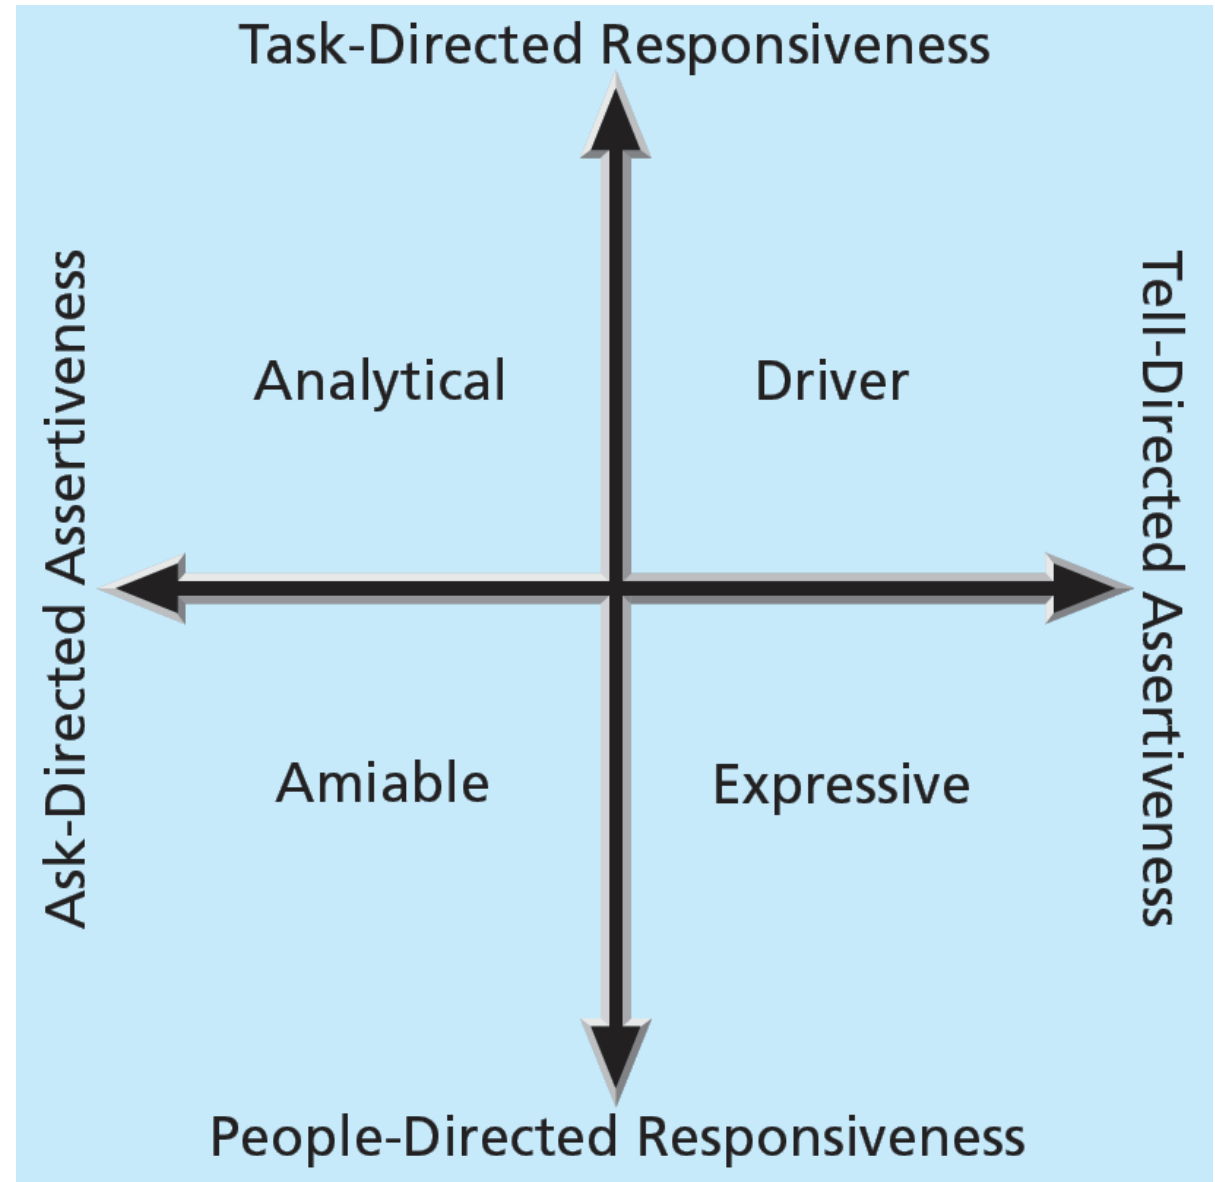 Task-Directed Responsiveness
Ask-Directed Assertiveness
Tell-Directed Assertiveness
Analytical
Driver
Amiable
Expressive
People-Directed Responsiveness